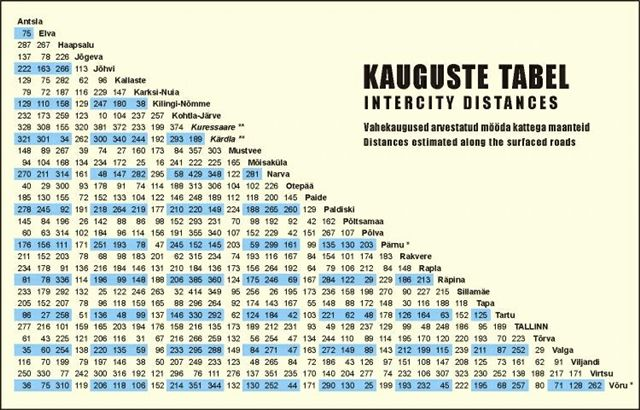 Antsla
75 Elva
287 267 Haapsalu
137 78 226 Jõgeva
222 163 266 113 Jõhvi
KAUGUSTE TABEL
INTERCITY DISTANCES
Vahekaugused arvestatud mööda kattega maanteid
Distances estimated along the surfaced roads
129 75 282 62 96 Kallaste
79 72 187 116 229 147 Karksi-Nuia
129 110 158 129 247 180 38 Kilingi-Nõmme
232 173 259 123 10 104 237 257 Kohtla-Järve
328 308 155 320 381 372 233 199 374 Kuressaare **
321 301 34 262 300 340 244 192 293 189 Kärdla **
148 89 267 39 74 27 160 173 84 357 303 Mustvee
94 104 168 134 234 172 25 16 241 222 225 165 Mõisaküla
270 211 314 161 48 147 282 295 58 429 348 122 281 Narva
40 29 300 93 178 91 74 114 188 313 306 104 102 226 Otepää
185 130 155 72 152 133 104 122 146 248 189 112 118 200 145 Paide
278 245 92 191 218 264 219 177 210 220 149 224 188 265 260 129 Paldiski
145 84 196 26 142 88 86 98 152 293 231 70 98 192 92 42 162 Põltsamaa
60 63 314 102 184 96 114 156 191 355 340 107 152 229 42 151 267 107 Põlva
176 156 111 171 251 193 78 47 245 152 145 203 59 299 161 99 135 130 203 Pärnu *
211 152 203 78 68 98 183 201 62 315 234 74 193 116 167 84 154 101 174 183 Rakvere
234 178 91 136 216 184 146 131 210 184 136 173 156 264 192 64 79 106 212 84 148 Rapla
81 78 336 114 196 99 148 188 206 385 360 124 175 246 69 167 284 122 29 229 186 213 Räpina
233 179 292 132 25 122 246 263 32 414 349 95 256 26 195 173 236 158 198 270 90 227 215 Sillamäe
205 152 207 78 96 118 159 165 88 296 264 92 174 143 167 55 148 88 172 148 30 116 188 118 Tapa
86 27 258 51 136 48 99 137 146 330 292 62 124 184 42 103 221 62 48 178 126 164 63 152 125 Tartu
277 216 101 159 165 203 194 176 158 216 135 173 189 212 231 93 49 128 237 129 99 48 248 186 95 189 TALLINN
61 43 225 121 206 116 31 67 216 266 259 132 56 254 47 134 244 110 89 114 195 170 120 222 193 70 223 Tõrva
35 60 254 138 220 135 59 96 233 295 288 149 84 271 47 163 272 149 89 143 212 199 115 239 211 87 252 29 Valga
116 70 199 79 197 146 38 50 207 249 233 123 48 265 84 72 186 43 126 97 151 108 147 208 125 73 161 62 91 Viljandi
250 330 77 242 300 316 192 121 296 76 111 276 137 365 235 170 140 204 277 74 232 106 307 323 230 252 138 188 217 171 Virtsu
36 75 310 119 206 118 106 152 214 351 344 132 130 252 44 171 290 130 25 199 193 232 45 222 195 68 257 80 71 128 262 Võru *